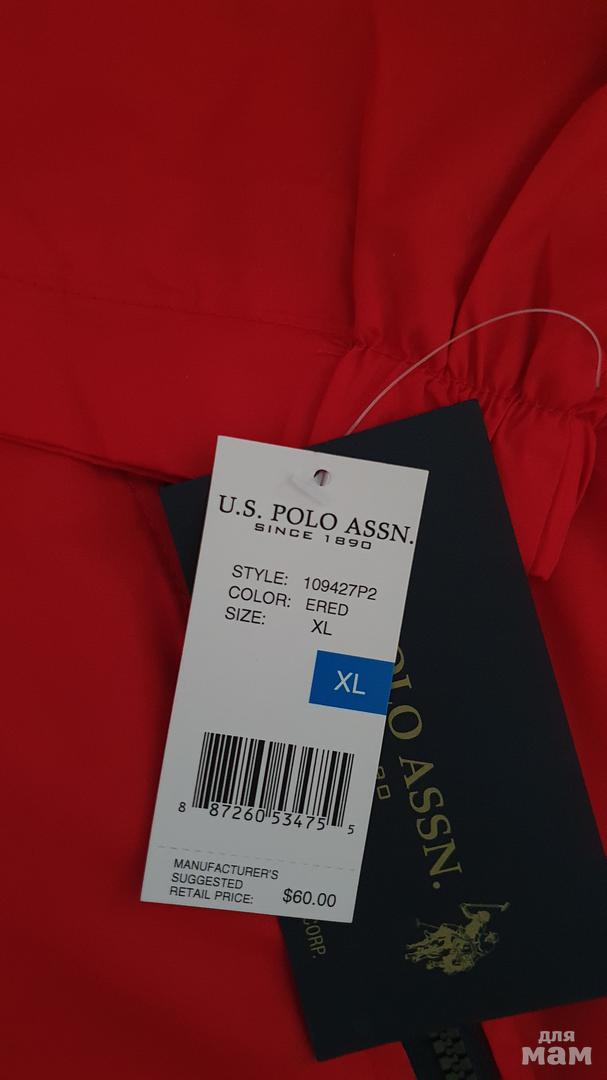 U.S. POLO ASSN.
SINCE 1890
STYLE: 109427P2
COLOR: ERED
SIZE: XL
XL
8 87260 53475 5
MANUFACTURER'S
SUGGESTED
RETAIL PRICE: $60.00
POLO ASSN.
90
CORP.
для
мам